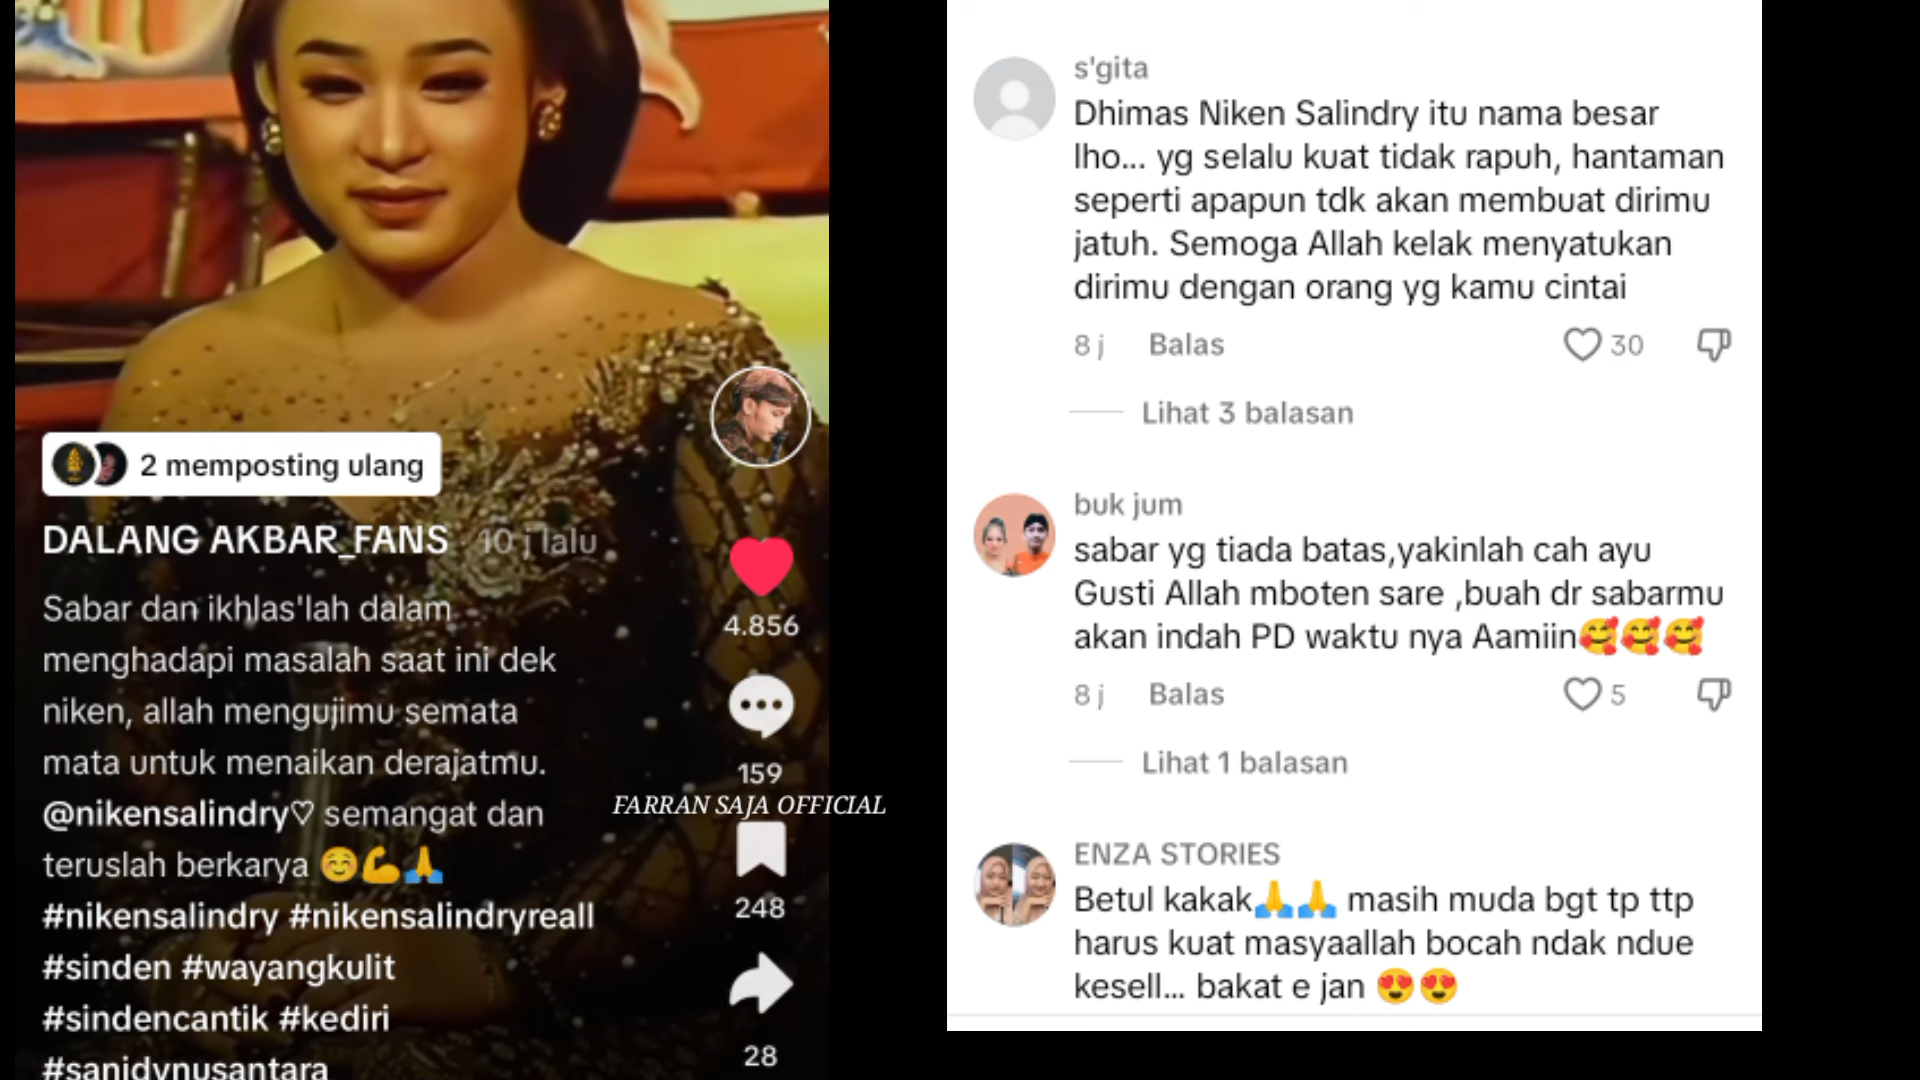 2 memposting ulang
DALANG AKBAR_FANS · 10 j lalu
Sabar dan ikhlas'lah dalam
menghadapi masalah saat ini dek
niken, allah mengujimu semata
mata untuk menaikan derajatmu.
@nikensalindry♡ semangat dan
teruslah berkarya ☺️💪🙏
#nikensalindry #nikensalindryreall
#sinden #wayangkulit
#sindencantik #kediri
#sanjdynusantara
4.856
159
FARRAN SAJA OFFICIAL
248
28
s'gita
Dhimas Niken Salindry itu nama besar
lho... yg selalu kuat tidak rapuh, hantaman
seperti apapun tdk akan membuat dirimu
jatuh. Semoga Allah kelak menyatukan
dirimu dengan orang yg kamu cintai
8 j Balas 30
Lihat 3 balasan
buk jum
sabar yg tiada batas,yakinlah cah ayu
Gusti Allah mboten sare ,buah dr sabarmu
akan indah PD waktu nya Aamiin🥰🥰🥰
8 j Balas 5
Lihat 1 balasan
ENZA STORIES
Betul kakak🙏🙏 masih muda bgt tp ttp
harus kuat masyaallah bocah ndak ndue
kesell... bakat e jan 😍😍